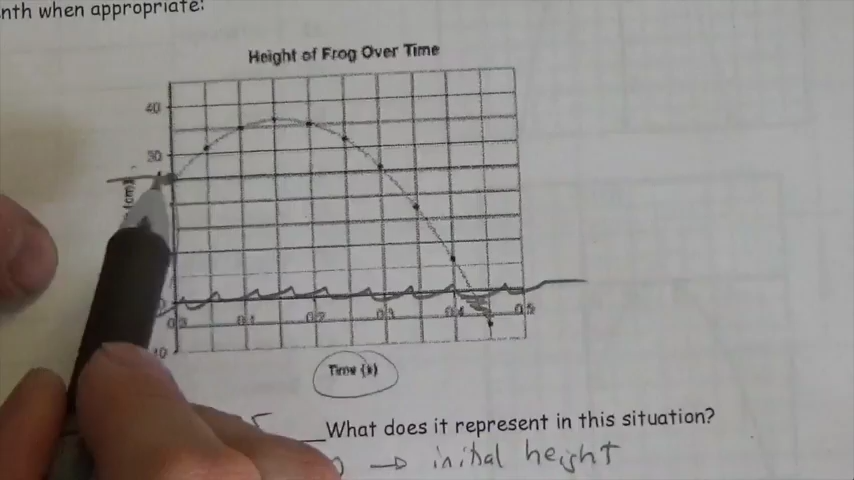 nth when appropriate:
Height of Frog Over Time
40
30
0.0 0.1 0.2 0.3 0.4 0.5
Time (s)
What does it represent in this situation?
→ initial height